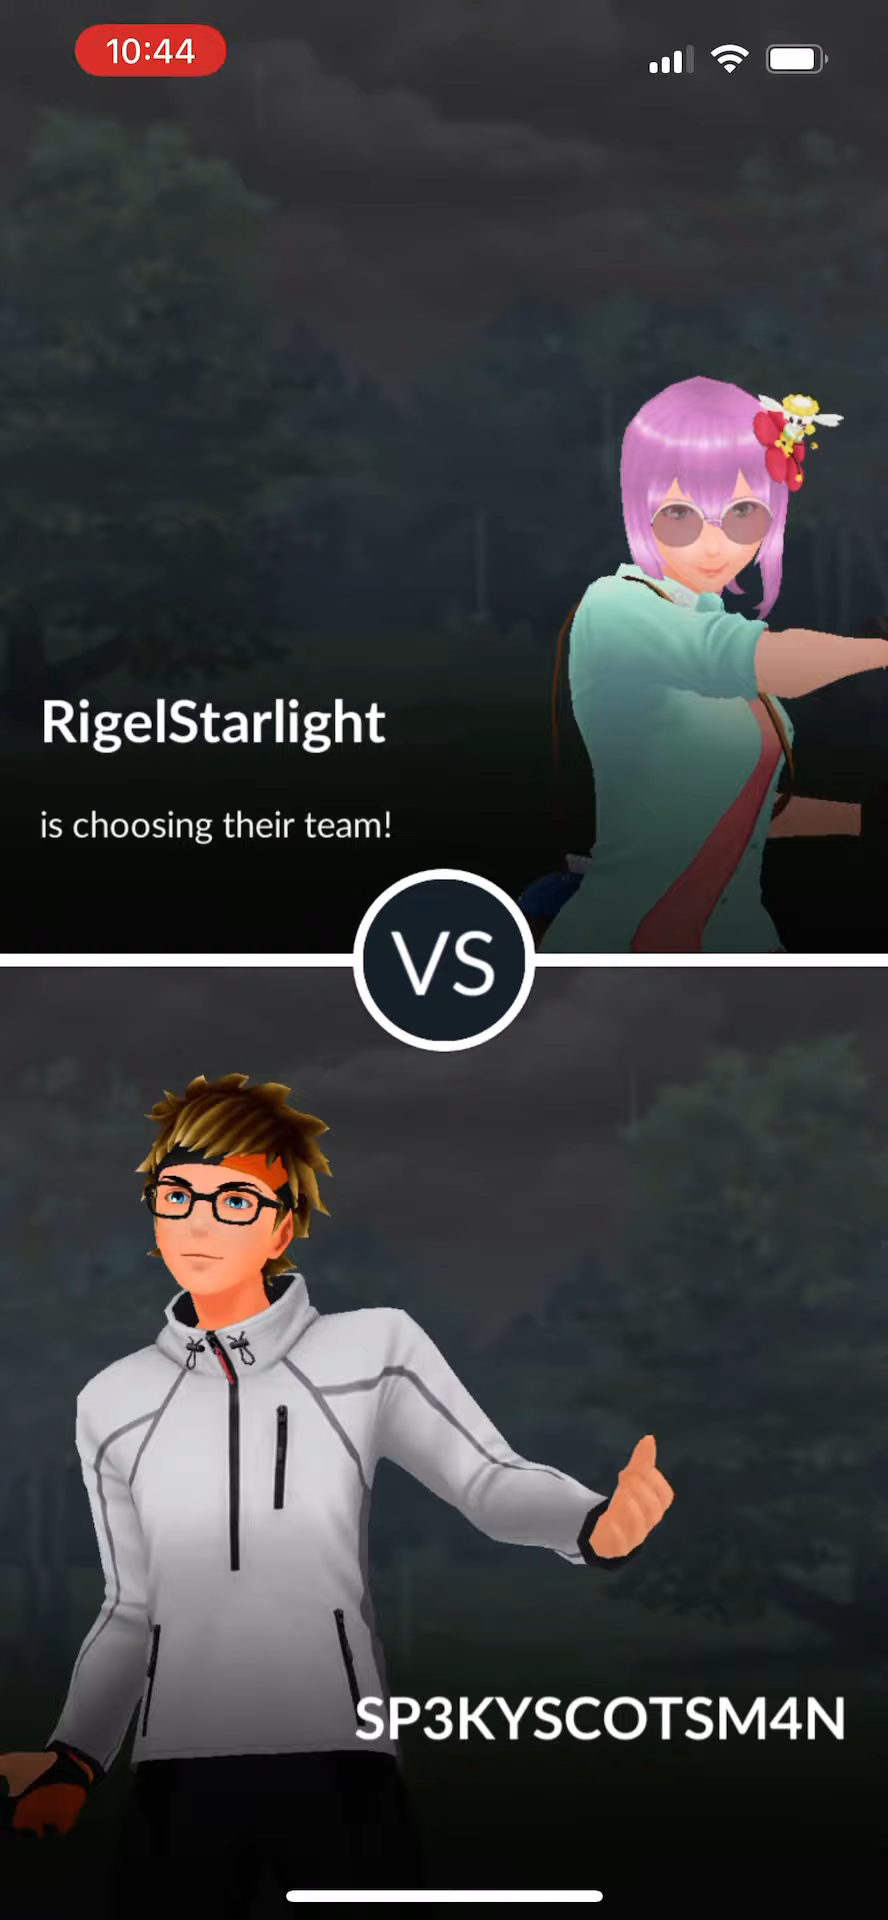 10:44
RigelStarlight
is choosing their team!
VS
SP3KYSCOTSM4N